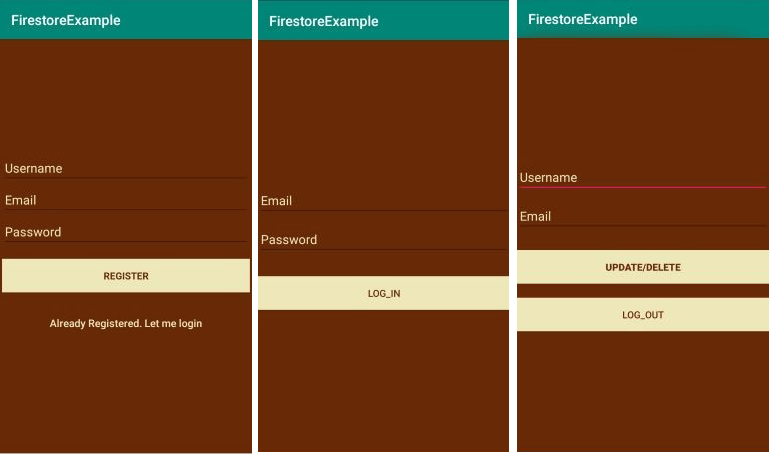 FirestoreExample
Username
Email
Password
REGISTER
Already Registered. Let me login
FirestoreExample
Email
Password
LOG_IN
FirestoreExample
Username
Email
UPDATE/DELETE
LOG_OUT